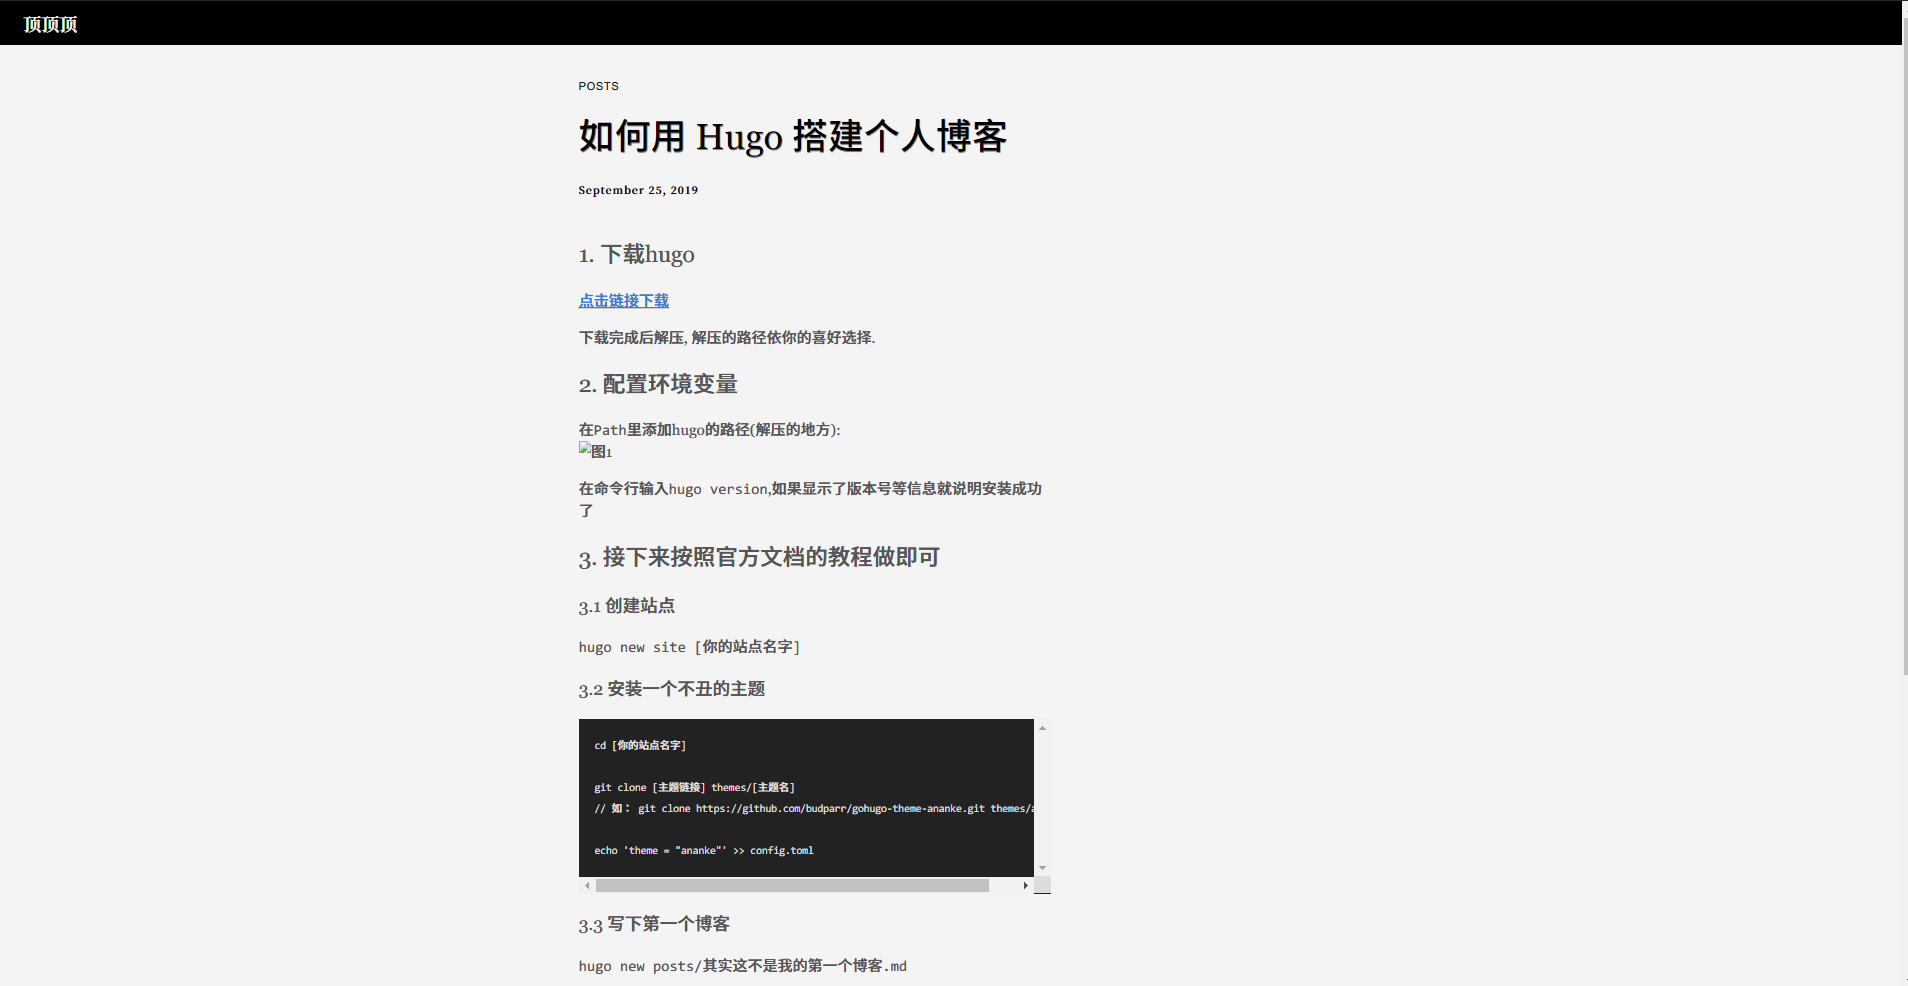 顶顶顶
POSTS
如何用 Hugo 搭建个人博客
September 25, 2019
1. 下载hugo
点击链接下载
下载完成后解压, 解压的路径依你的喜好选择.
2. 配置环境变量
在Path里添加hugo的路径(解压的地方):
图1
在命令行输入hugo version,如果显示了版本号等信息就说明安装成功
了
3. 接下来按照官方文档的教程做即可
3.1 创建站点
hugo new site [你的站点名字]
3.2 安装一个不丑的主题
cd [你的站点名字]
git clone [主题链接] themes/[主题名]
// 如： git clone https://github.com/budparr/gohugo-theme-ananke.git themes/a
echo 'theme = "ananke"' >> config.toml
3.3 写下第一个博客
hugo new posts/其实这不是我的第一个博客.md